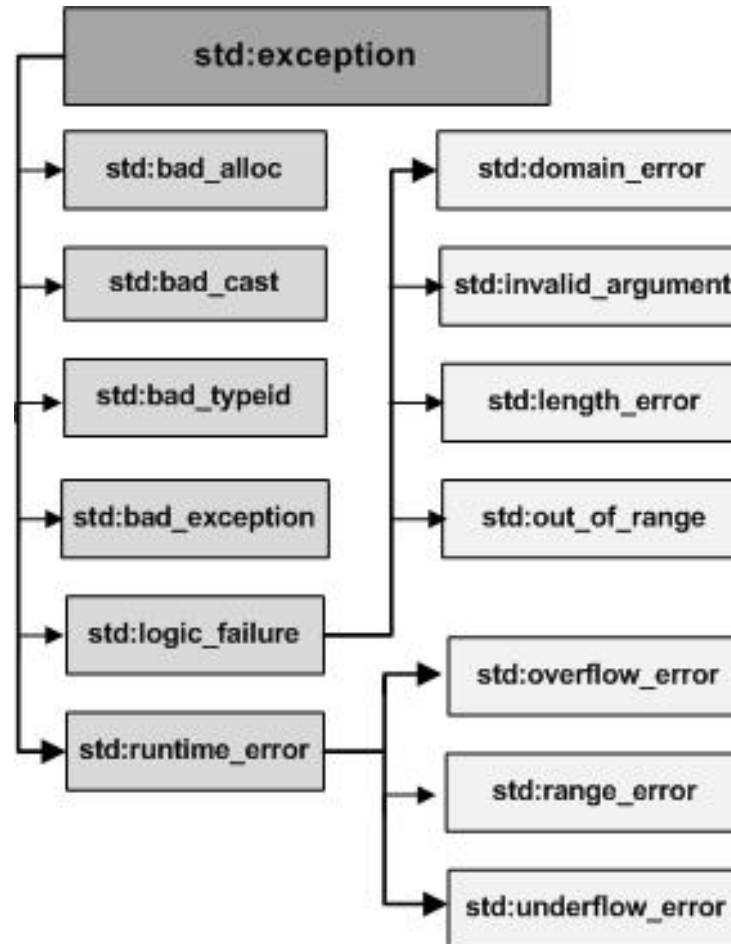 std:exception
std:bad_alloc
std:bad_cast
std:bad_typeid
std:bad_exception
std:logic_failure
std:runtime_error
std:domain_error
std:invalid_argument
std:length_error
std:out_of_range
std:overflow_error
std:range_error
std:underflow_error